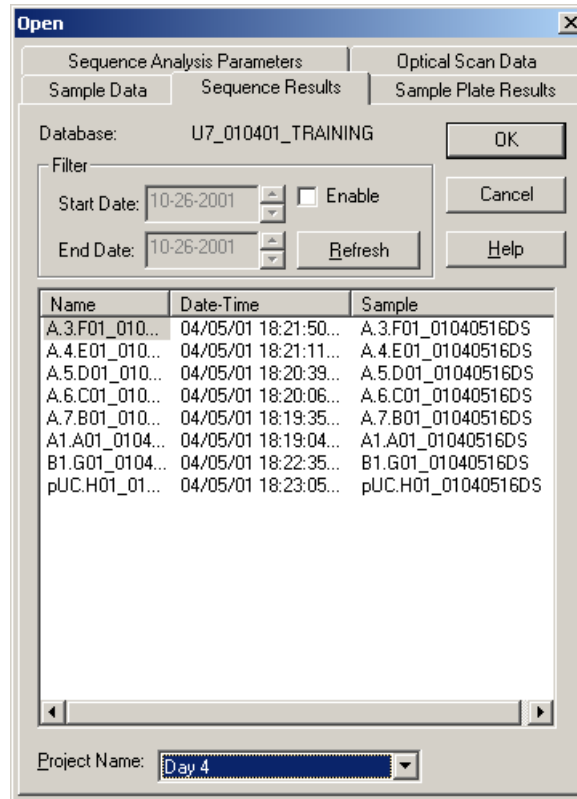 Open
Sequence Analysis Parameters Optical Scan Data
Sample Data Sequence Results Sample Plate Results
Database: U7_010401_TRAINING OK
Filter
Start Date: 10-26-2001 Enable Cancel
End Date: 10-26-2001 Refresh Help
Name Date-Time Sample
A.3.F01_010... 04/05/01 18:21:50... A.3.F01_01040516DS
A.4.E01_010... 04/05/01 18:21:11... A.4.E01_01040516DS
A.5.D01_010... 04/05/01 18:20:39... A.5.D01_01040516DS
A.6.C01_010... 04/05/01 18:20:06... A.6.C01_01040516DS
A.7.B01_010... 04/05/01 18:19:35... A.7.B01_01040516DS
A1.A01_0104... 04/05/01 18:19:04... A1.A01_01040516DS
B1.G01_0104... 04/05/01 18:22:35... B1.G01_01040516DS
pUC.H01_01... 04/05/01 18:23:05... pUC.H01_01040516DS
Project Name: Day 4